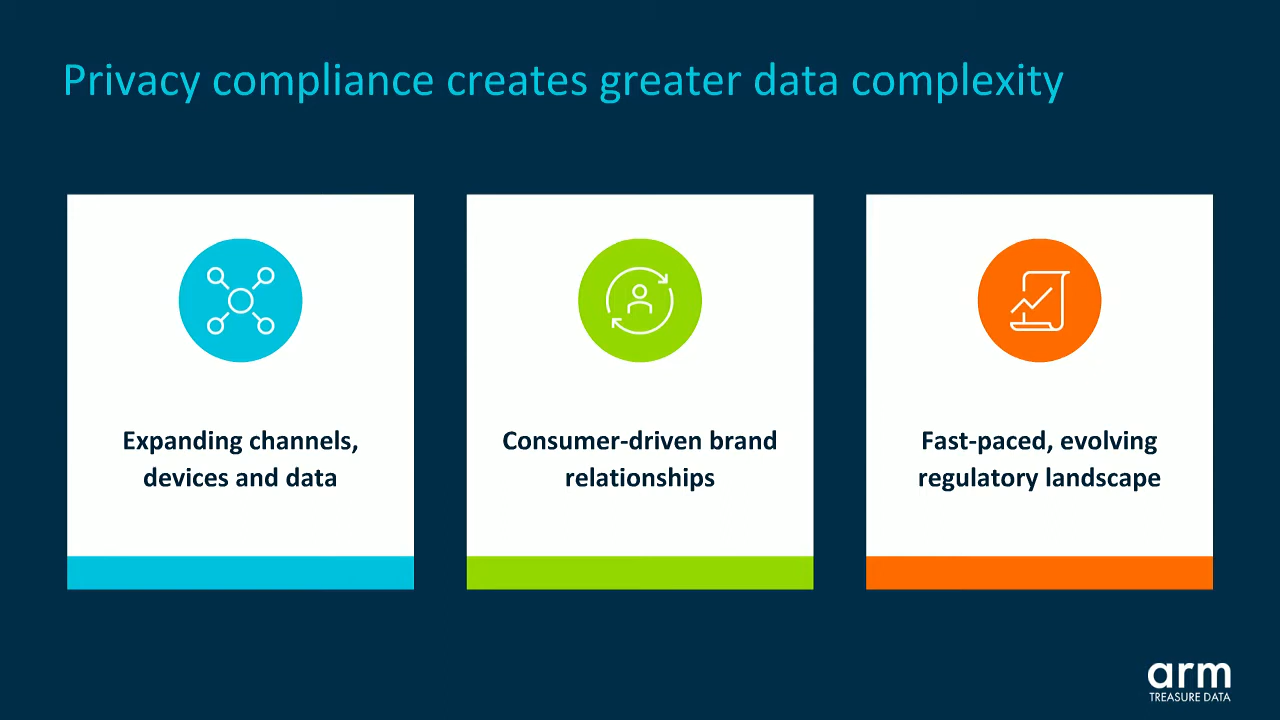 Privacy compliance creates greater data complexity
Expanding channels,
devices and data
Consumer-driven brand
relationships
Fast-paced, evolving
regulatory landscape
arm
TREASURE DATA